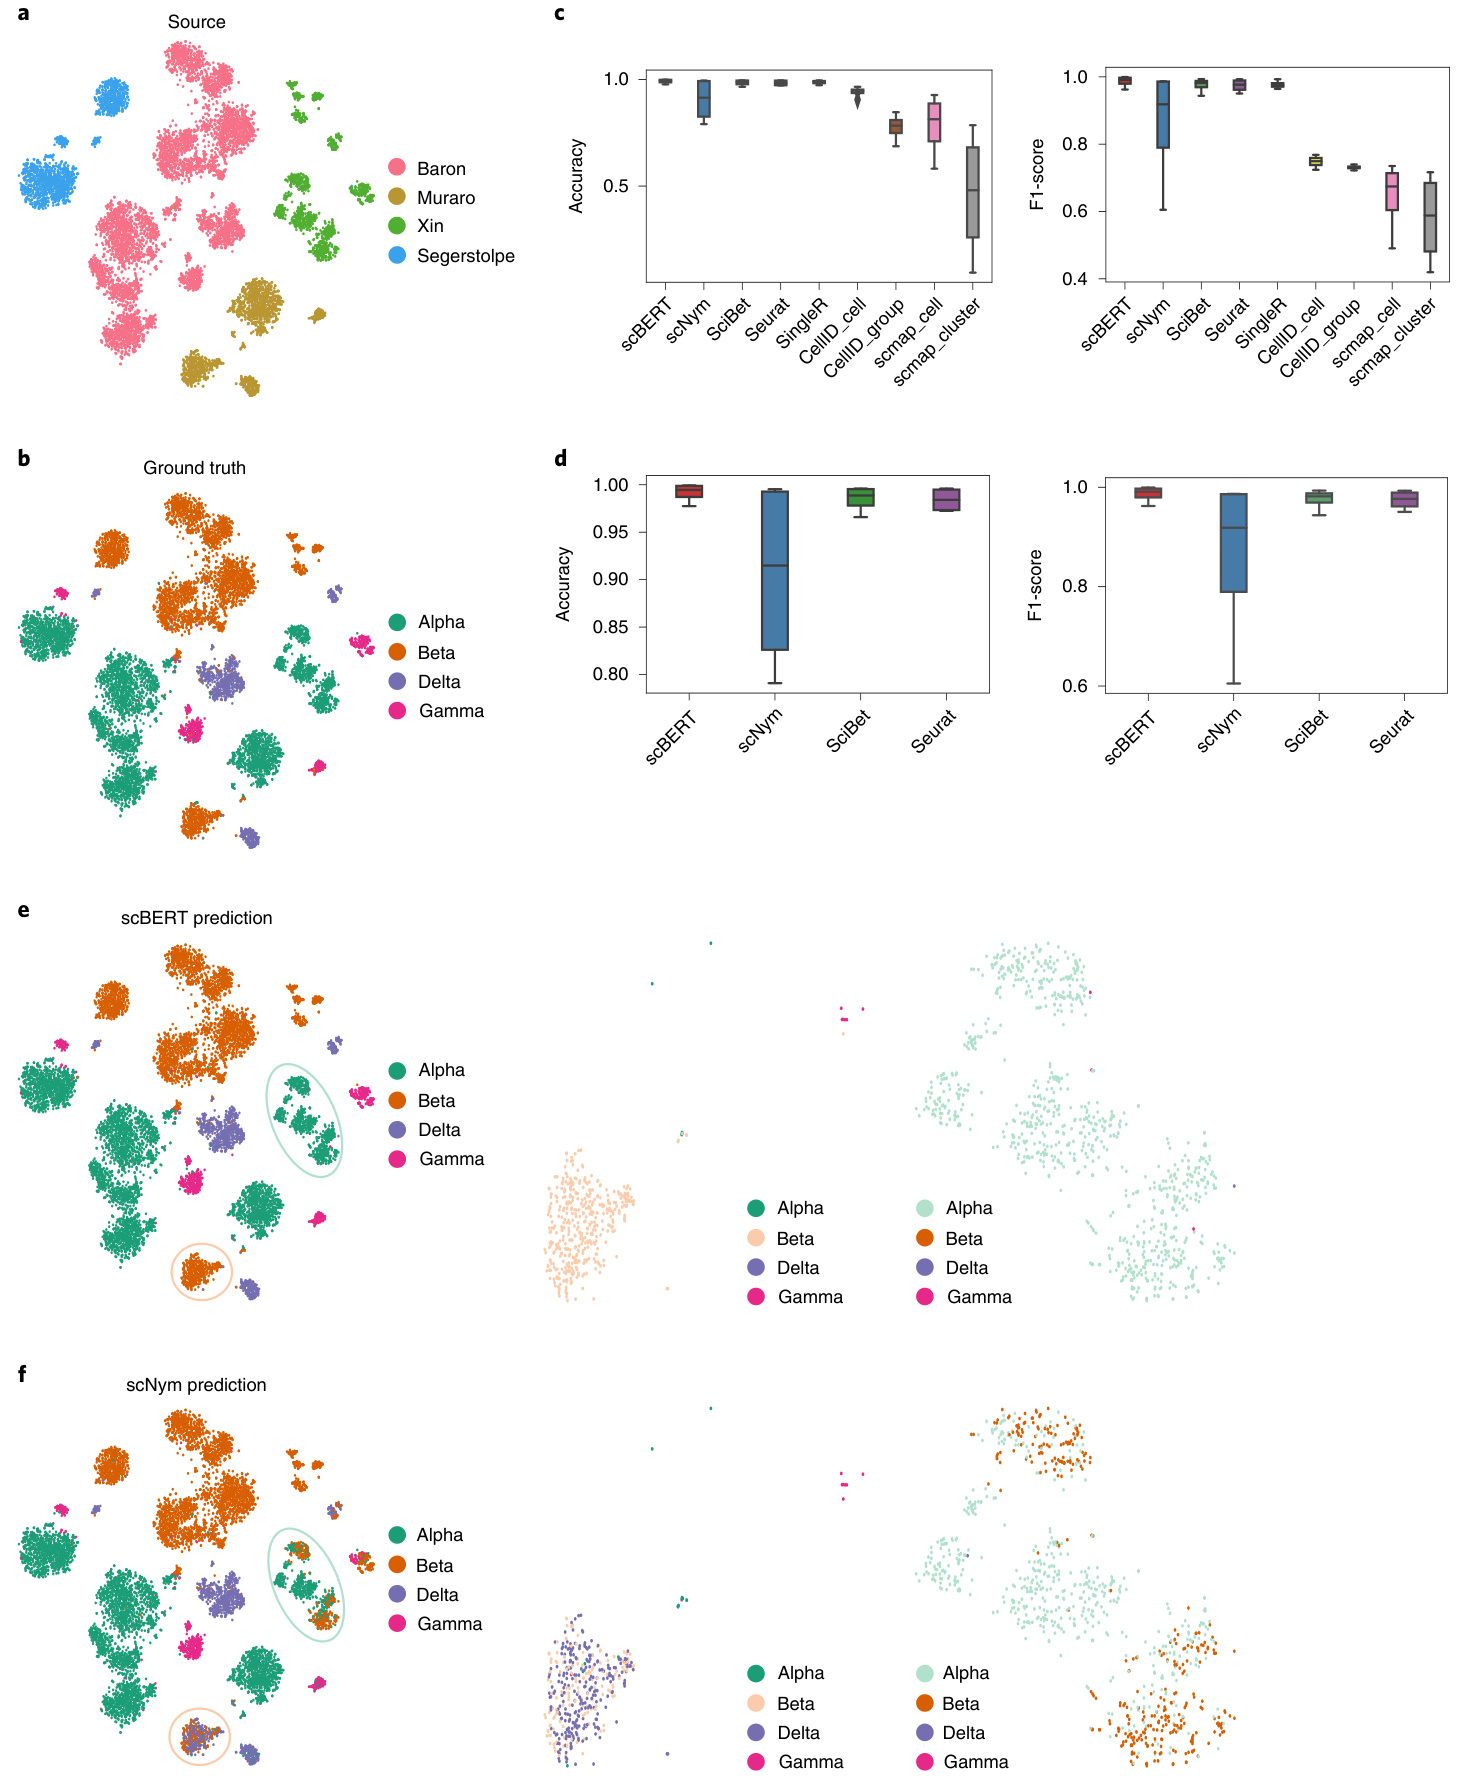 a
Source
Baron
Muraro
Xin
Segerstolpe
c
1.0
0.5
Accuracy
scBERT
scNym
SciBet
Seurat
SingleR
CellID_cell
CellID_group
scmap_cell
scmap_cluster
1.0
0.8
0.6
0.4
F1-score
scBERT
scNym
SciBet
Seurat
SingleR
CellID_cell
CellID_group
scmap_cell
scmap_cluster
b
Ground truth
Alpha
Beta
Delta
Gamma
d
1.00
0.95
0.90
0.85
0.80
Accuracy
scBERT
scNym
SciBet
Seurat
1.0
0.8
0.6
F1-score
scBERT
scNym
SciBet
Seurat
e
scBERT prediction
Alpha
Beta
Delta
Gamma
Alpha
Beta
Delta
Gamma
Alpha
Beta
Delta
Gamma
f
scNym prediction
Alpha
Beta
Delta
Gamma
Alpha
Beta
Delta
Gamma
Alpha
Beta
Delta
Gamma